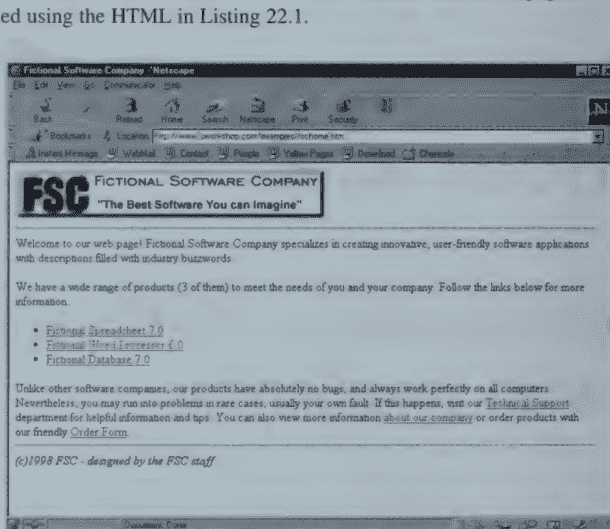 ed using the HTML in Listing 22.1.
Fictional Software Company - Netscape
File Edit View Go Communicator Help
Back Reload Home Search Netscape Print Security
Bookmarks Location
Instant Message WebMail Contact People Yellow Pages Download Channels
FSC FICTIONAL SOFTWARE COMPANY
"The Best Software You can Imagine"
Welcome to our web page! Fictional Software Company specializes in creating innovative, user-friendly software applications
with descriptions filled with industry buzzwords.
We have a wide range of products (3 of them) to meet the needs of you and your company. Follow the links below for more
information.
• Fictional Spreadsheet 7.0
• Fictional Word Processor 6.0
• Fictional Database 7.0
Unlike other software companies, our products have absolutely no bugs, and always work perfectly on all computers.
Nevertheless, you may run into problems in rare cases, usually your own fault. If this happens, visit our Technical Support
department for helpful information and tips. You can also view more information about our company or order products with
our friendly Order Form.
(c)1998 FSC - designed by the FSC staff
Document: Done